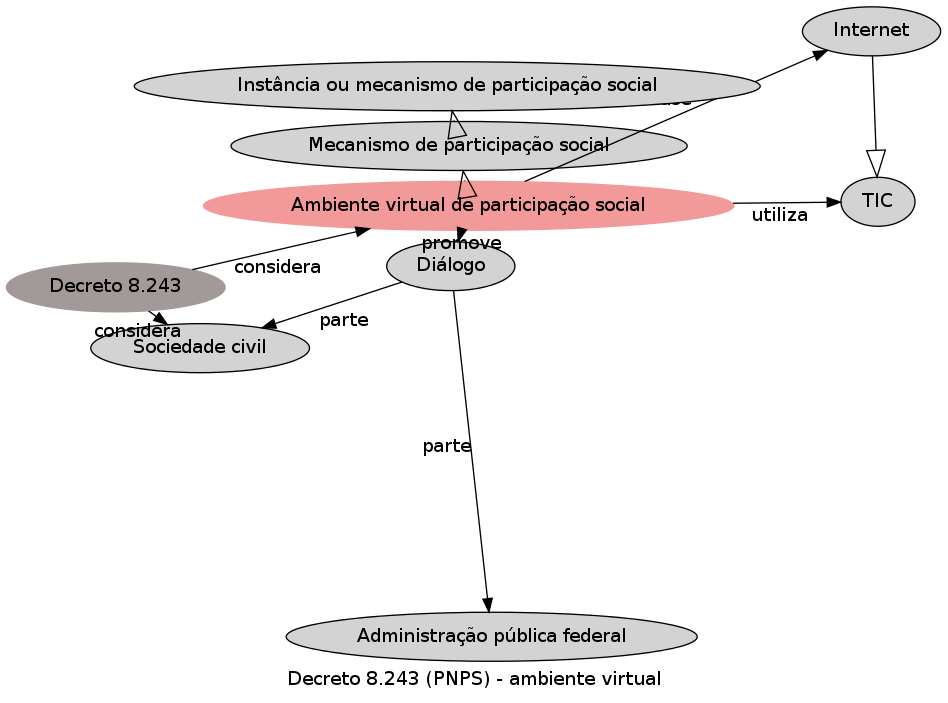 Internet
Instância ou mecanismo de participação social
Mecanismo de participação social
Ambiente virtual de participação social
TIC
utiliza
promove
Diálogo
considera
Decreto 8.243
parte
considera
Sociedade civil
parte
Administração pública federal
Decreto 8.243 (PNPS) - ambiente virtual